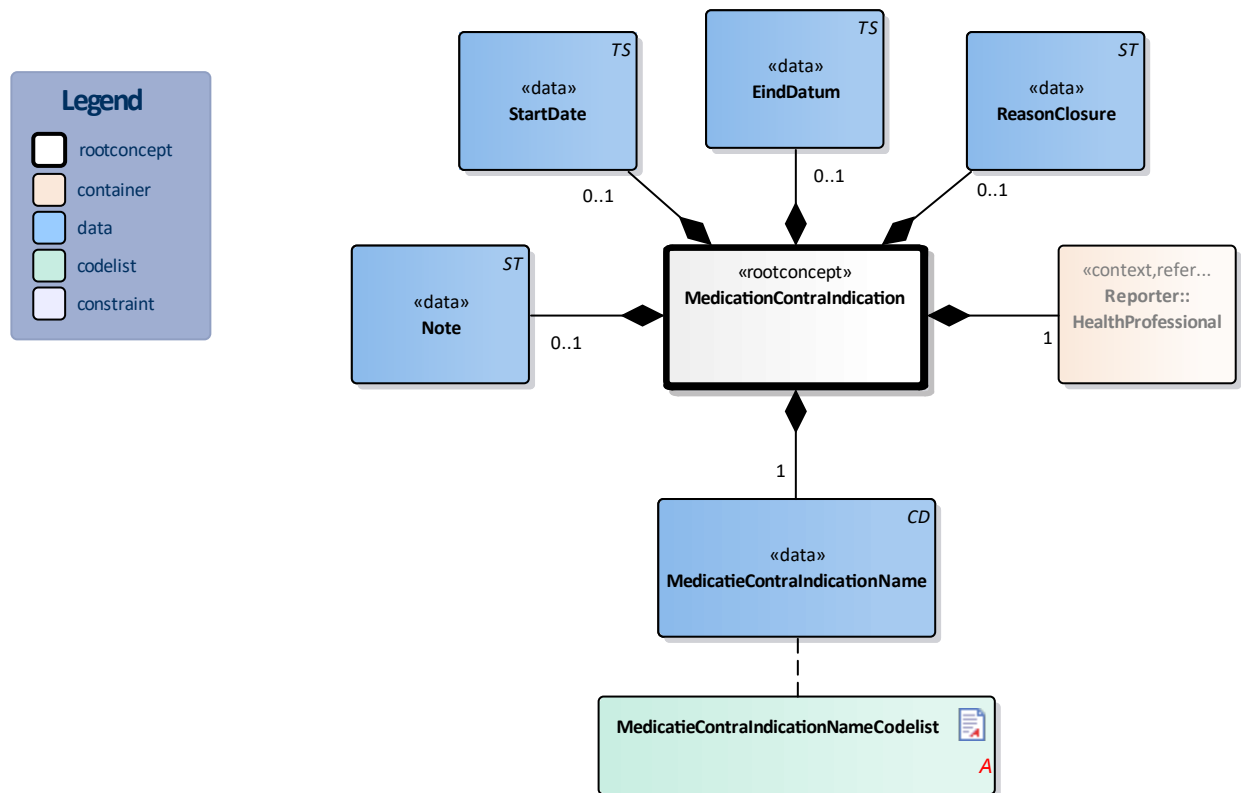 Legend
rootconcept
container
data
codelist
constraint
TS
«data»
StartDate
0..1
TS
«data»
EindDatum
0..1
ST
«data»
ReasonClosure
0..1
ST
«data»
Note
0..1
«rootconcept»
MedicationContraIndication
«context,refer...
Reporter::
HealthProfessional
1
1
CD
«data»
MedicatieContraIndicationName
MedicatieContraIndicationNameCodelist
A